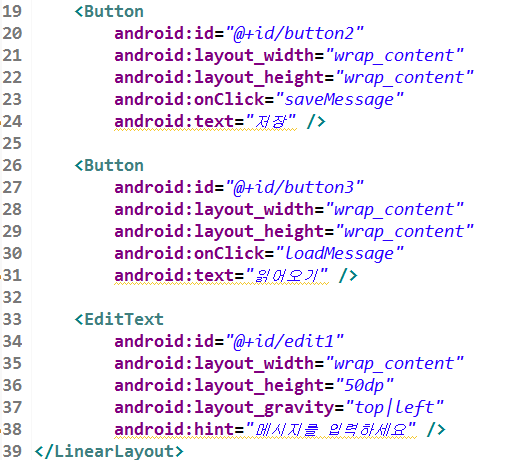 19 <Button
20 android:id="@+id/button2"
21 android:layout_width="wrap_content"
22 android:layout_height="wrap_content"
23 android:onClick="saveMessage"
24 android:text="저장" />
25
26 <Button
27 android:id="@+id/button3"
28 android:layout_width="wrap_content"
29 android:layout_height="wrap_content"
30 android:onClick="loadMessage"
31 android:text="읽어오기" />
32
33 <EditText
34 android:id="@+id/edit1"
35 android:layout_width="wrap_content"
36 android:layout_height="50dp"
37 android:layout_gravity="top|left"
38 android:hint="메시지를 입력하세요" />
39 </LinearLayout>